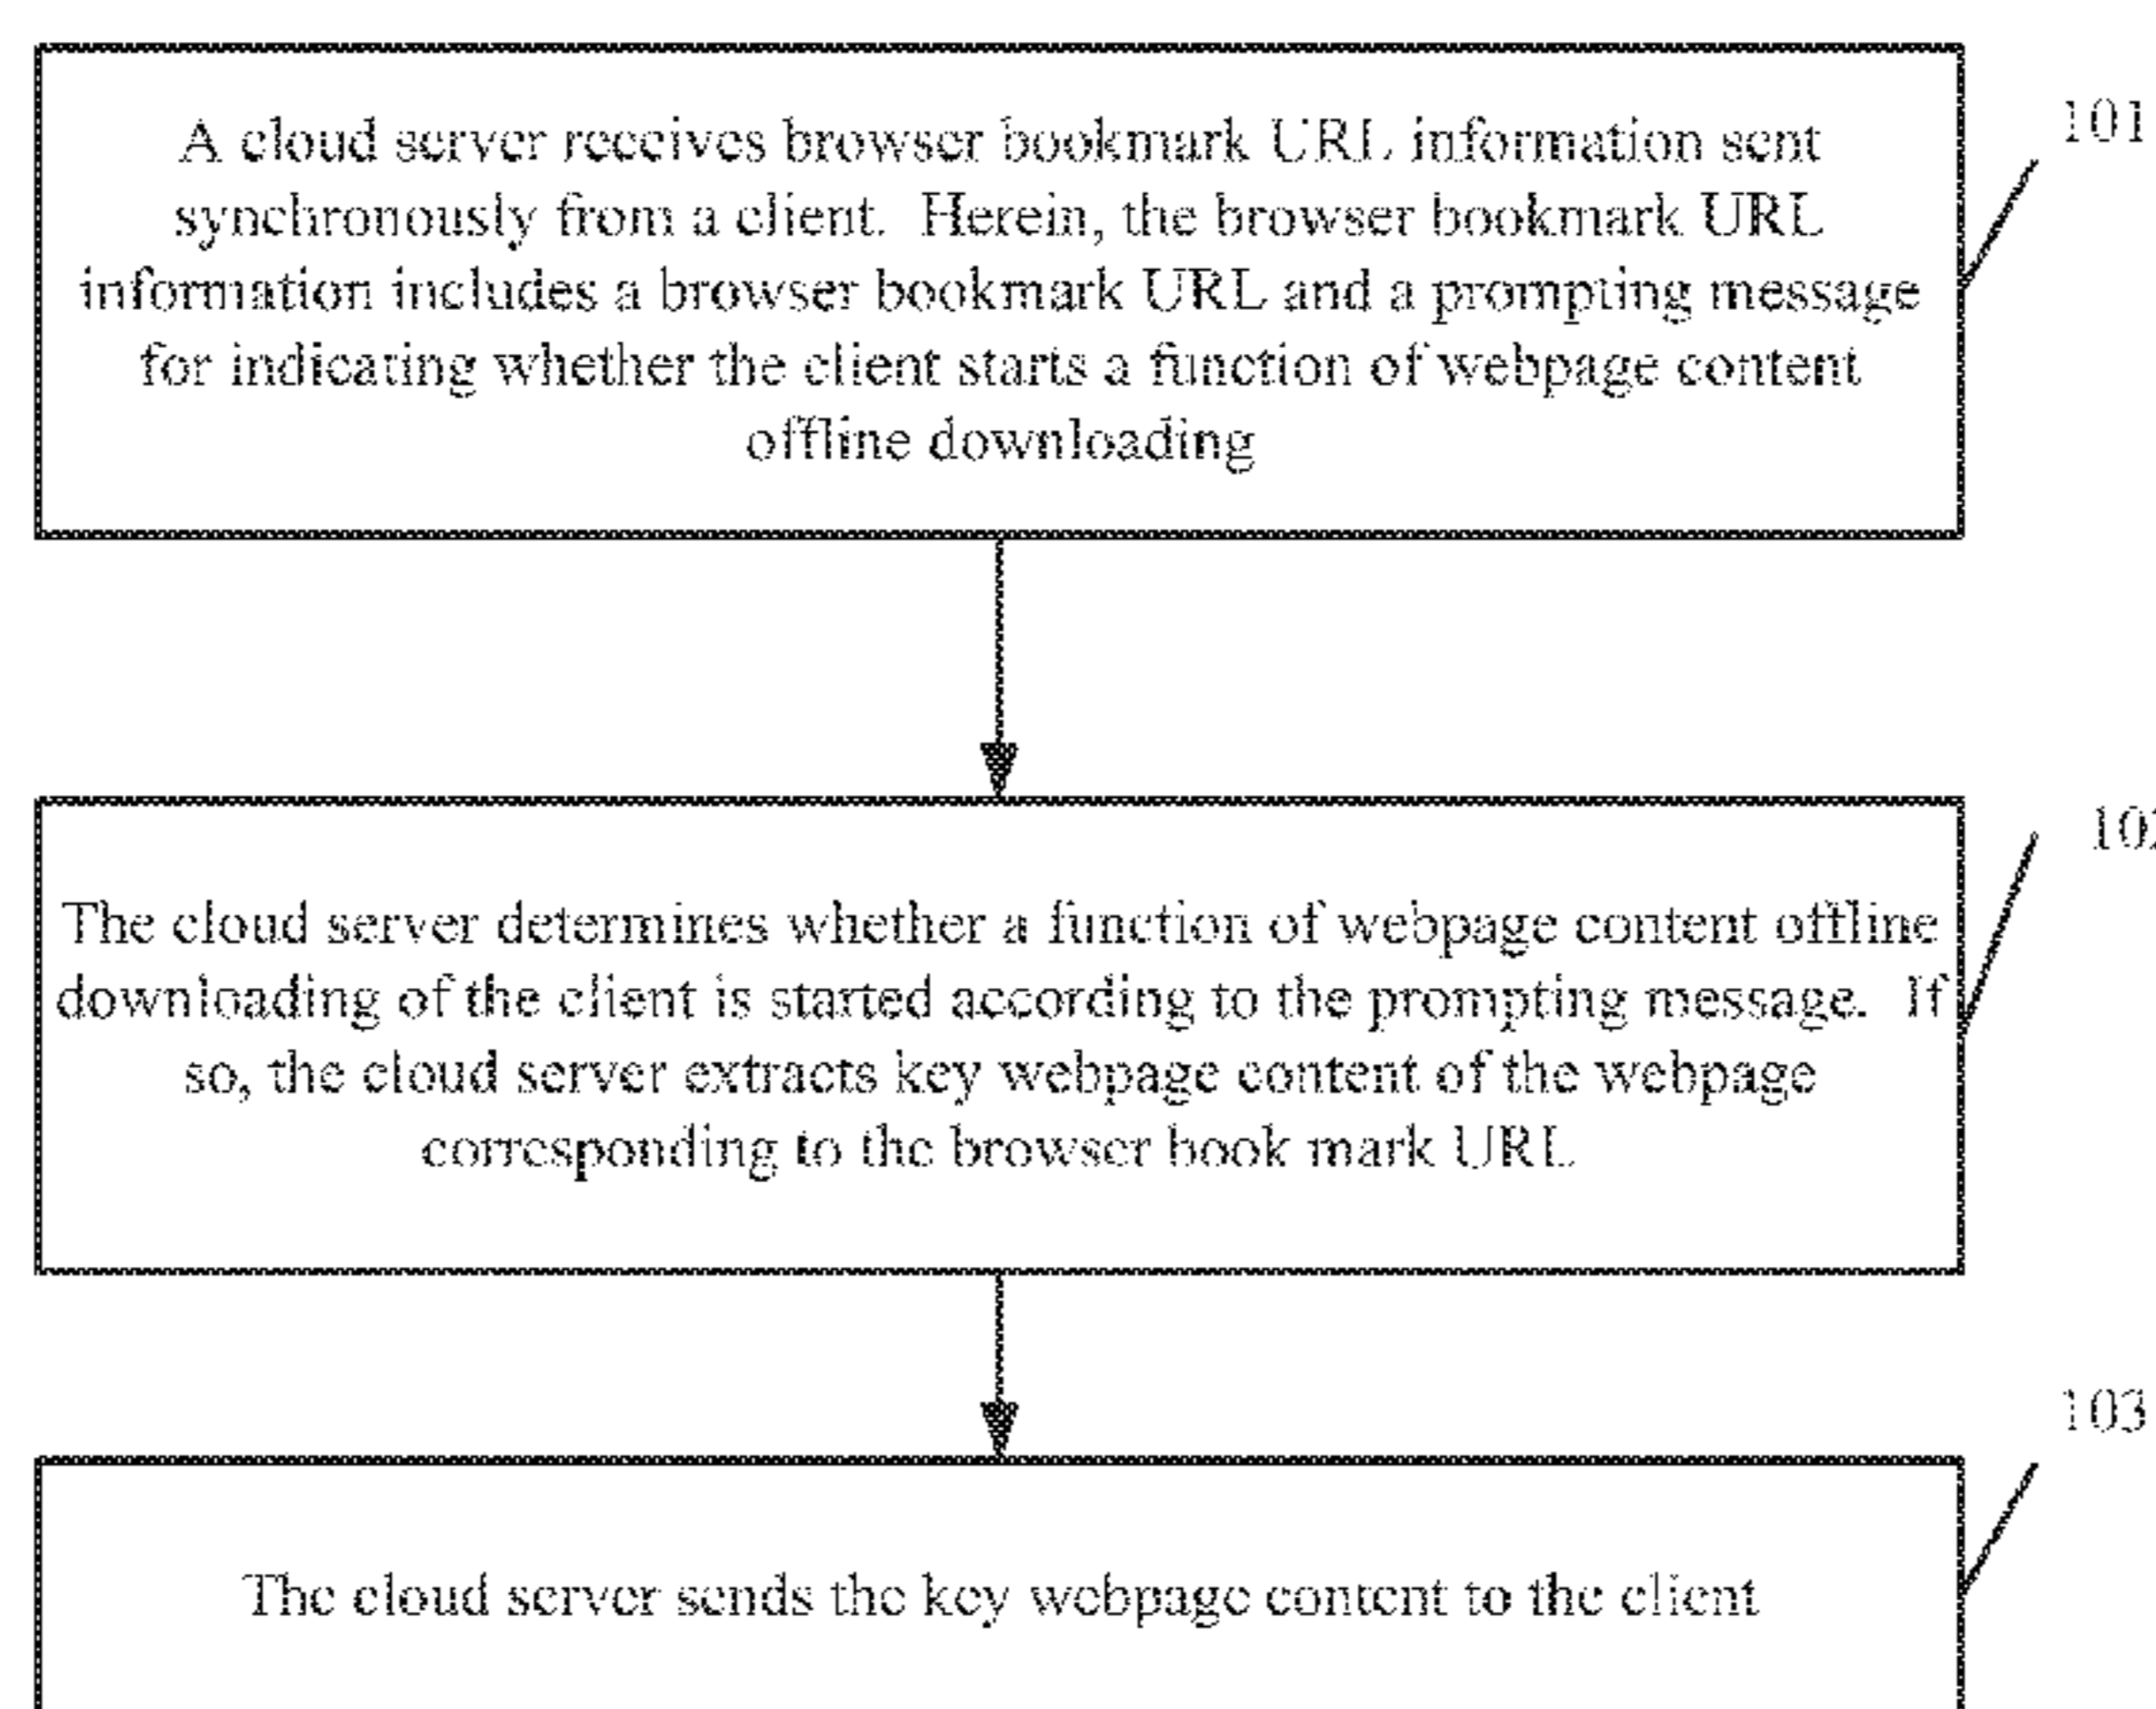 A cloud server receives browser bookmark URL information sent
synchronously from a client. Herein, the browser bookmark URL
information includes a browser bookmark URL and a prompting message
for indicating whether the client starts a function of webpage content
offline downloading
101
The cloud server determines whether a function of webpage content offline
downloading of the client is started according to the prompting message. If
so, the cloud server extracts key webpage content of the webpage
corresponding to the browser book mark URL
102
The cloud server sends the key webpage content to the client
103